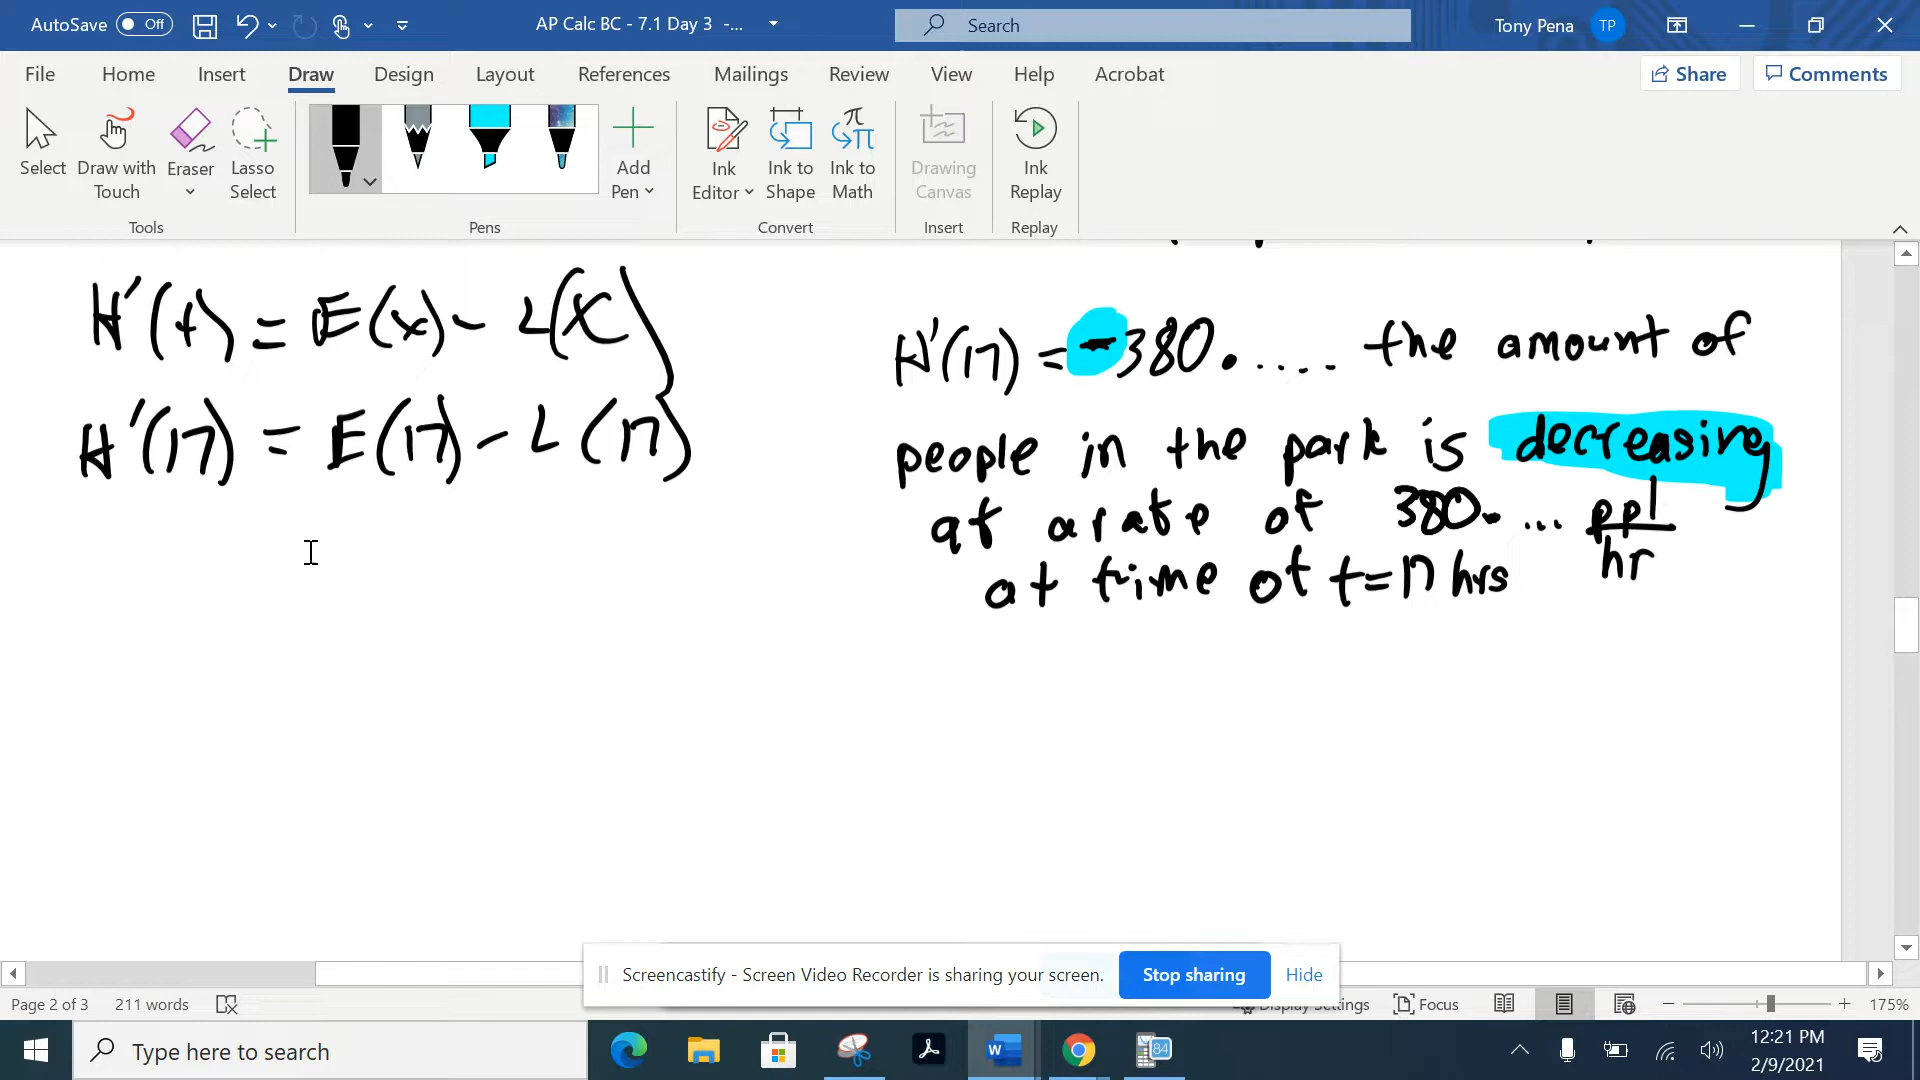 AutoSave Off
AP Calc BC - 7.1 Day 3 -...
Search
Tony Pena TP
File Home Insert Draw Design Layout References Mailings Review View Help Acrobat Share Comments
Select
Draw with Touch
Eraser
Lasso Select
Add Pen
Ink Editor
Ink to Shape
Ink to Math
Drawing Canvas
Ink Replay
Tools Pens Convert Insert Replay
H'(t) = E(x) - L(x)
H'(17) = E(17) - L(17)
H'(17) = -380. .... the amount of
people in the park is decreasing
at a rate of 380. ... ppl/hr
at time of t=17 hrs
Screencastify - Screen Video Recorder is sharing your screen. Stop sharing Hide
Page 2 of 3 211 words Display Settings Focus 175%
Type here to search
84
12:21 PM
2/9/2021